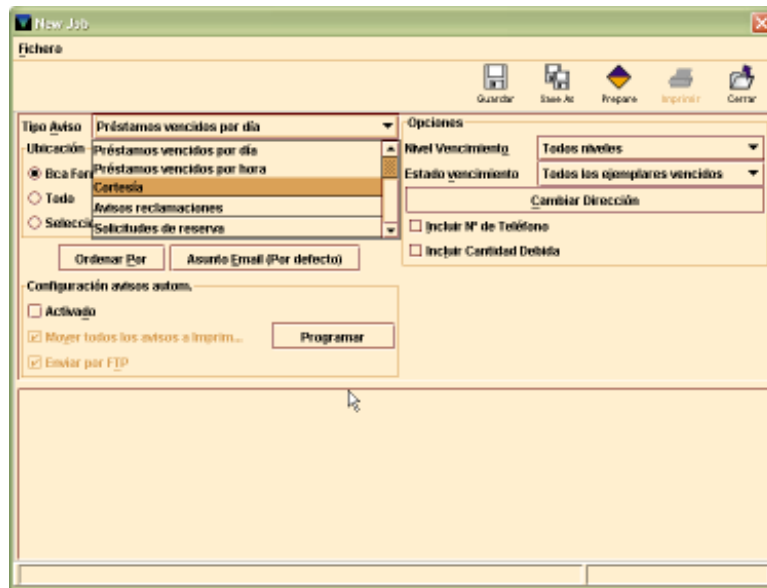 New Job
Fichero
Guardar Save As Prepare Imprimir Cerrar
Tipo Aviso Préstamos vencidos por día
Préstamos vencidos por día
Préstamos vencidos por hora
Cortesía
Avisos reclamaciones
Solicitudes de reserva
Ubicación
Bca Fon
Todo
Selecci
Ordenar Por Asunto Email (Por defecto)
Configuración avisos autom.
Activado
Mover todos los avisos a Imprim...
Programar
Enviar por FTP
Opciones
Nivel Vencimiento Todos niveles
Estado vencimiento Todos los ejemplares vencidos
Cambiar Dirección
Incluir Nº de Teléfono
Incluir Cantidad Debida